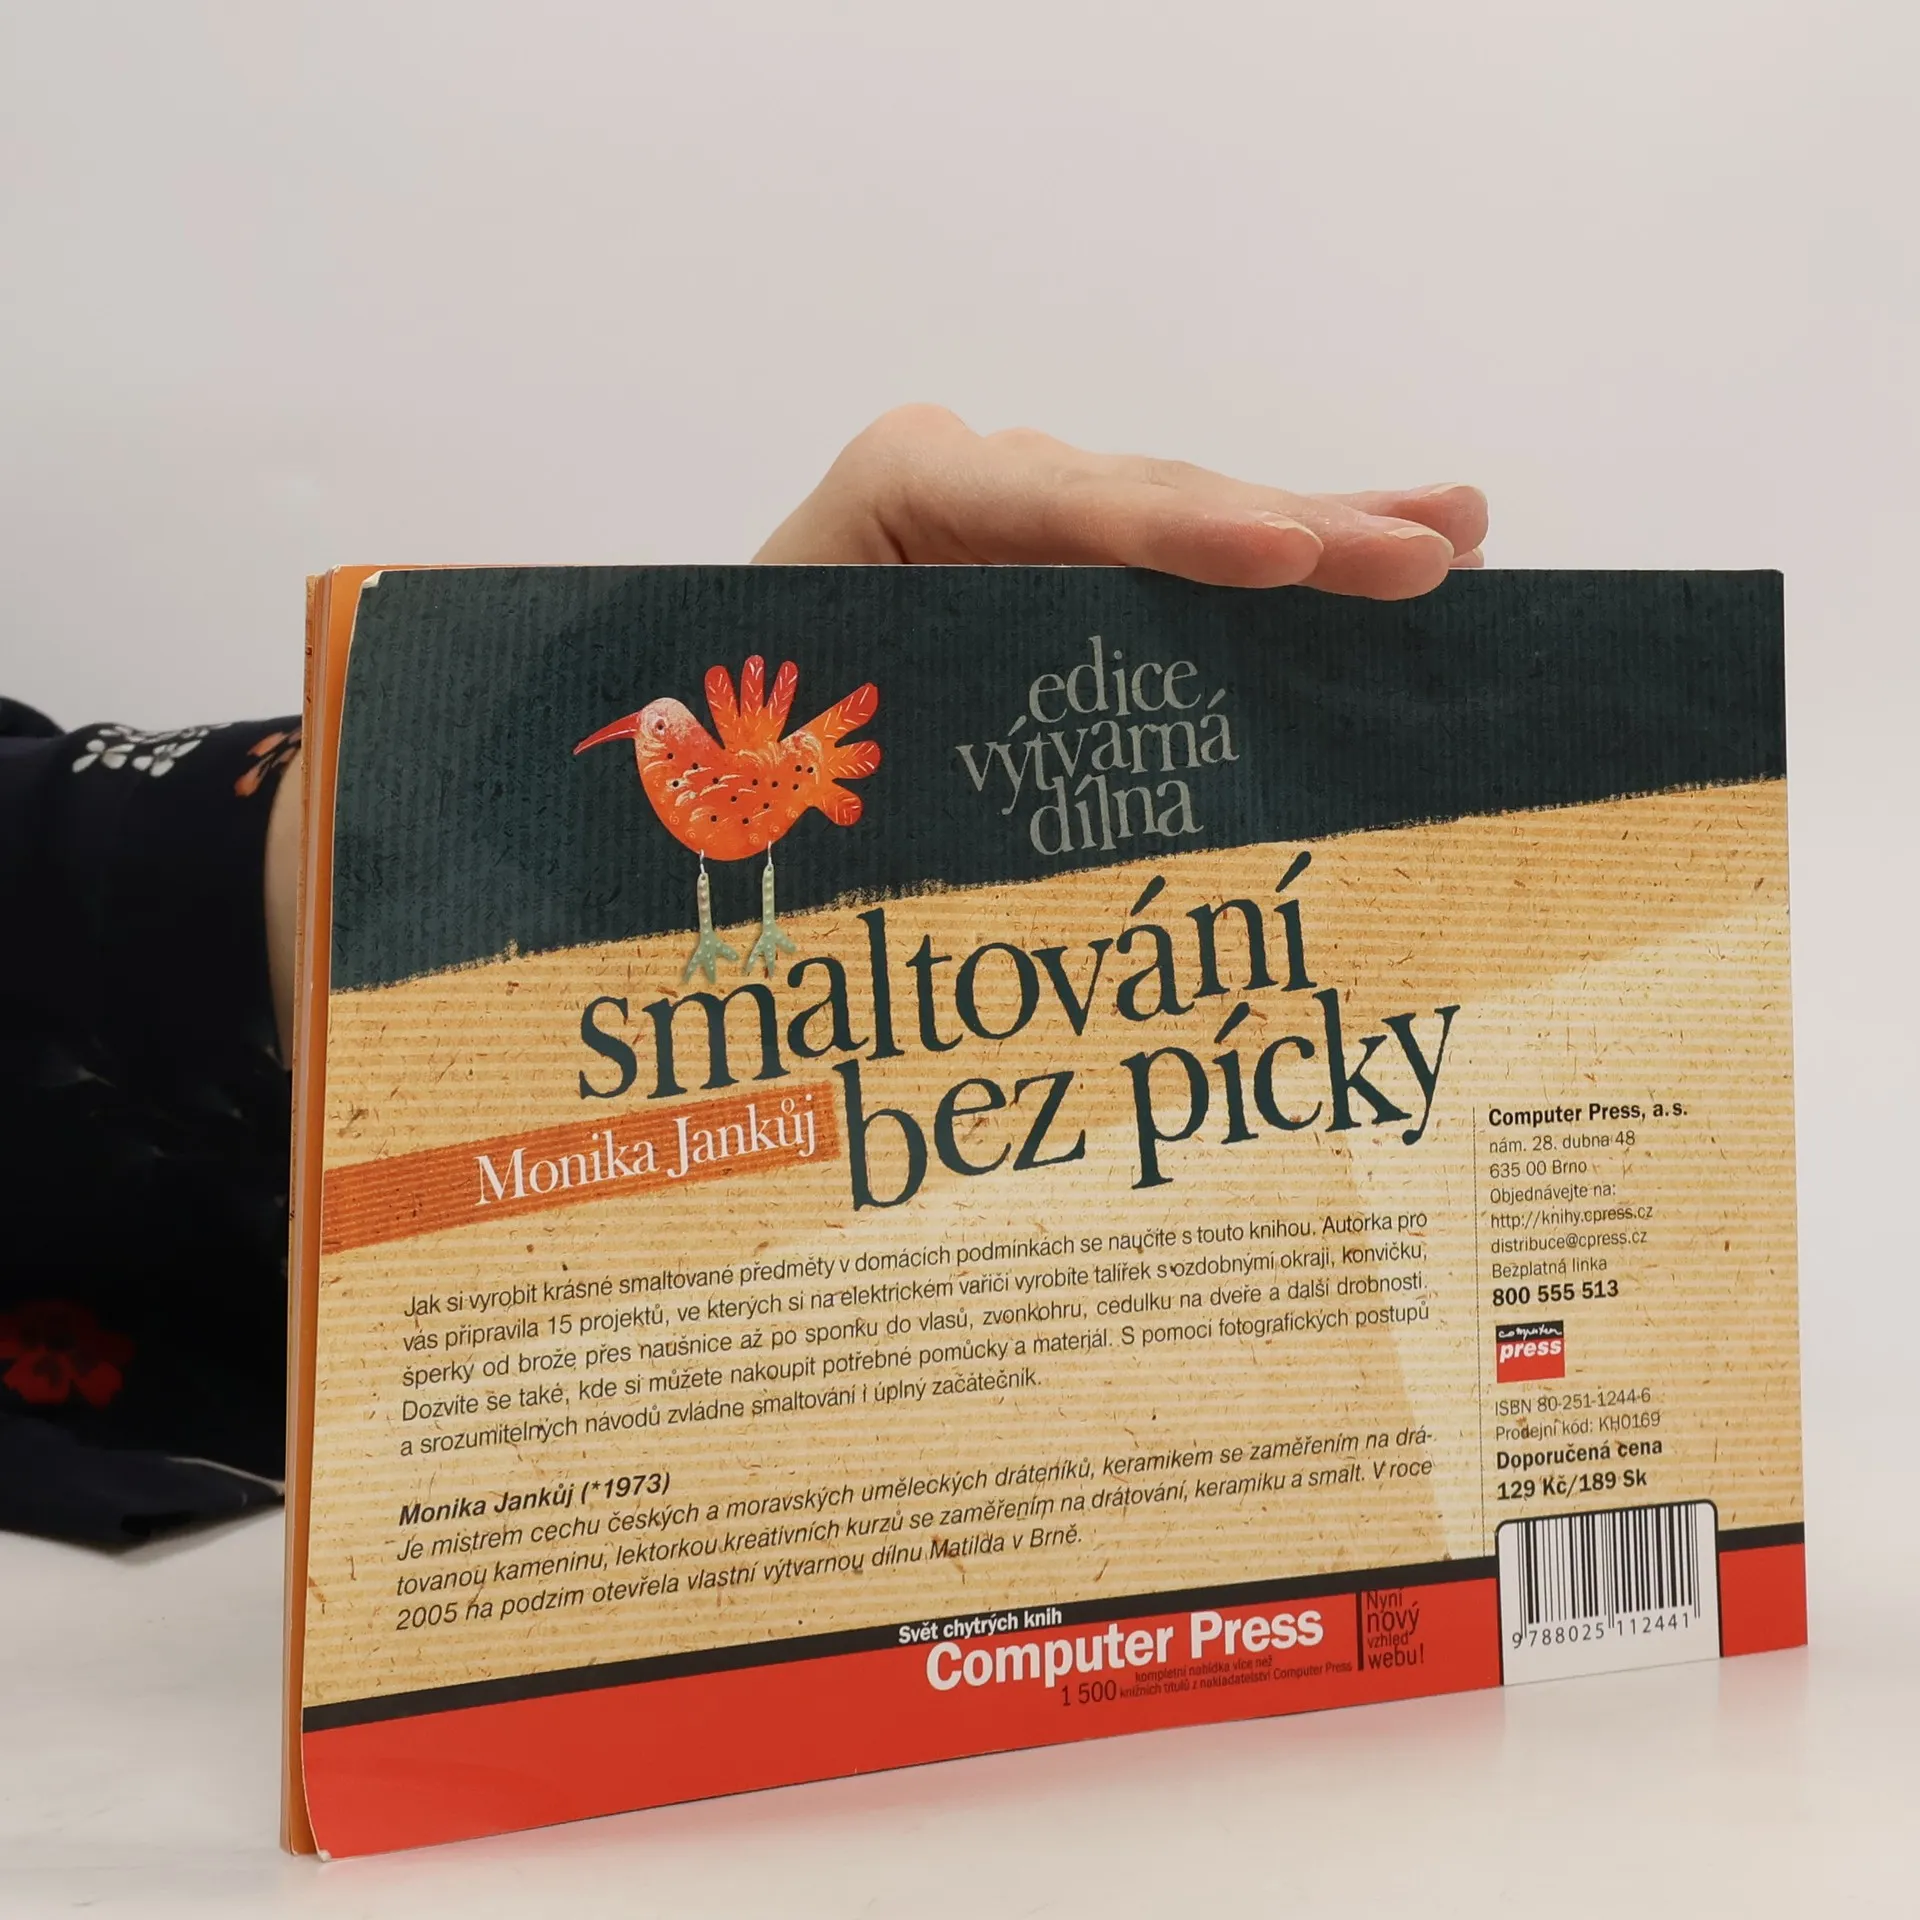 edice
výtvarná
dílna
smaltování
bez pícky
Monika Jankůj
Jak si vyrobit krásné smaltované předměty v domácích podmínkách se naučíte s touto knihou. Autorka pro
vás připravila 15 projektů, ve kterých si na elektrickém vařiči vyrobíte talířek s ozdobnými okraji, konvičku,
šperky od brože přes naušnice až po sponku do vlasů, zvonkohru, cedulku na dveře a další drobnosti.
Dozvíte se také, kde si můžete nakoupit potřebné pomůcky a materiál. S pomocí fotografických postupů
a srozumitelných návodů zvládne smaltování i úplný začátečník.
Monika Jankůj (*1973)
Je mistrem cechu českých a moravských uměleckých dráteníků, keramikem se zaměřením na drá-
tovanou kameninu, lektorkou kreativních kurzů se zaměřením na drátování, keramiku a smalt. V roce
2005 na podzim otevřela vlastní výtvarnou dílnu Matilda v Brně.
Computer Press, a.s.
nám. 28. dubna 48
635 00 Brno
Objednávejte na:
http://knihy.cpress.cz
distribuce@cpress.cz
Bezplatná linka
800 555 513
computer
press
ISBN 80-251-1244-6
Prodejní kód: KH0169
Doporučená cena
129 Kč/189 Sk
9788025112441
Svět chytrých knih
Computer Press
kompletní nabídka více než
1 500 knižních titulů z nakladatelství Computer Press
Nyní
nový
vzhled
webu!